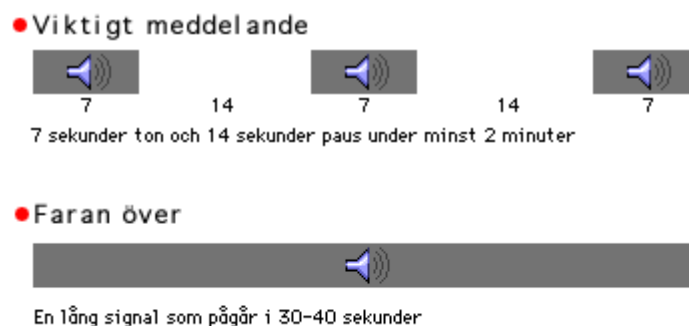 Viktigt meddelande
7 14 7 14 7
7 sekunder ton och 14 sekunder paus under minst 2 minuter
Faran över
En lång signal som pågår i 30-40 sekunder